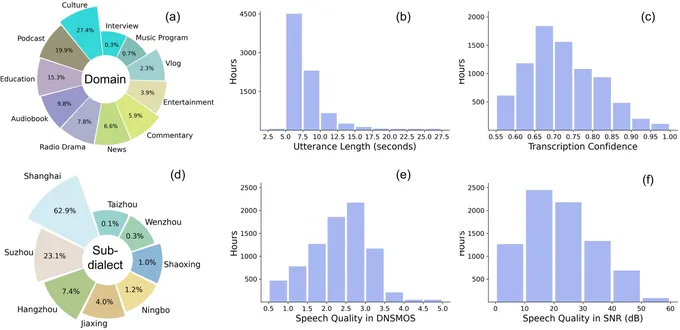 (a)
Culture
27.4%
Interview
0.3%
Music Program
0.7%
Vlog
2.3%
Entertainment
3.9%
Commentary
5.9%
News
6.6%
Radio Drama
7.8%
Audiobook
9.8%
Education
15.3%
Podcast
19.9%
Domain
(b)
Hours
4500
3000
1500
2.5 5.0 7.5 10.0 12.5 15.0 17.5 20.0 22.5 25.0 27.5
Utterance Length (seconds)
(c)
Hours
2000
1500
1000
500
0.55 0.60 0.65 0.70 0.75 0.80 0.85 0.90 0.95 1.00
Transcription Confidence
(d)
Shanghai
62.9%
Taizhou
0.1%
Wenzhou
0.3%
Shaoxing
1.0%
Ningbo
1.2%
Jiaxing
4.0%
Hangzhou
7.4%
Suzhou
23.1%
Sub-
dialect
(e)
Hours
2500
2000
1500
1000
500
0.5 1.0 1.5 2.0 2.5 3.0 3.5 4.0 4.5 5.0
Speech Quality in DNSMOS
(f)
Hours
2500
2000
1500
1000
500
0 10 20 30 40 50 60
Speech Quality in SNR (dB)